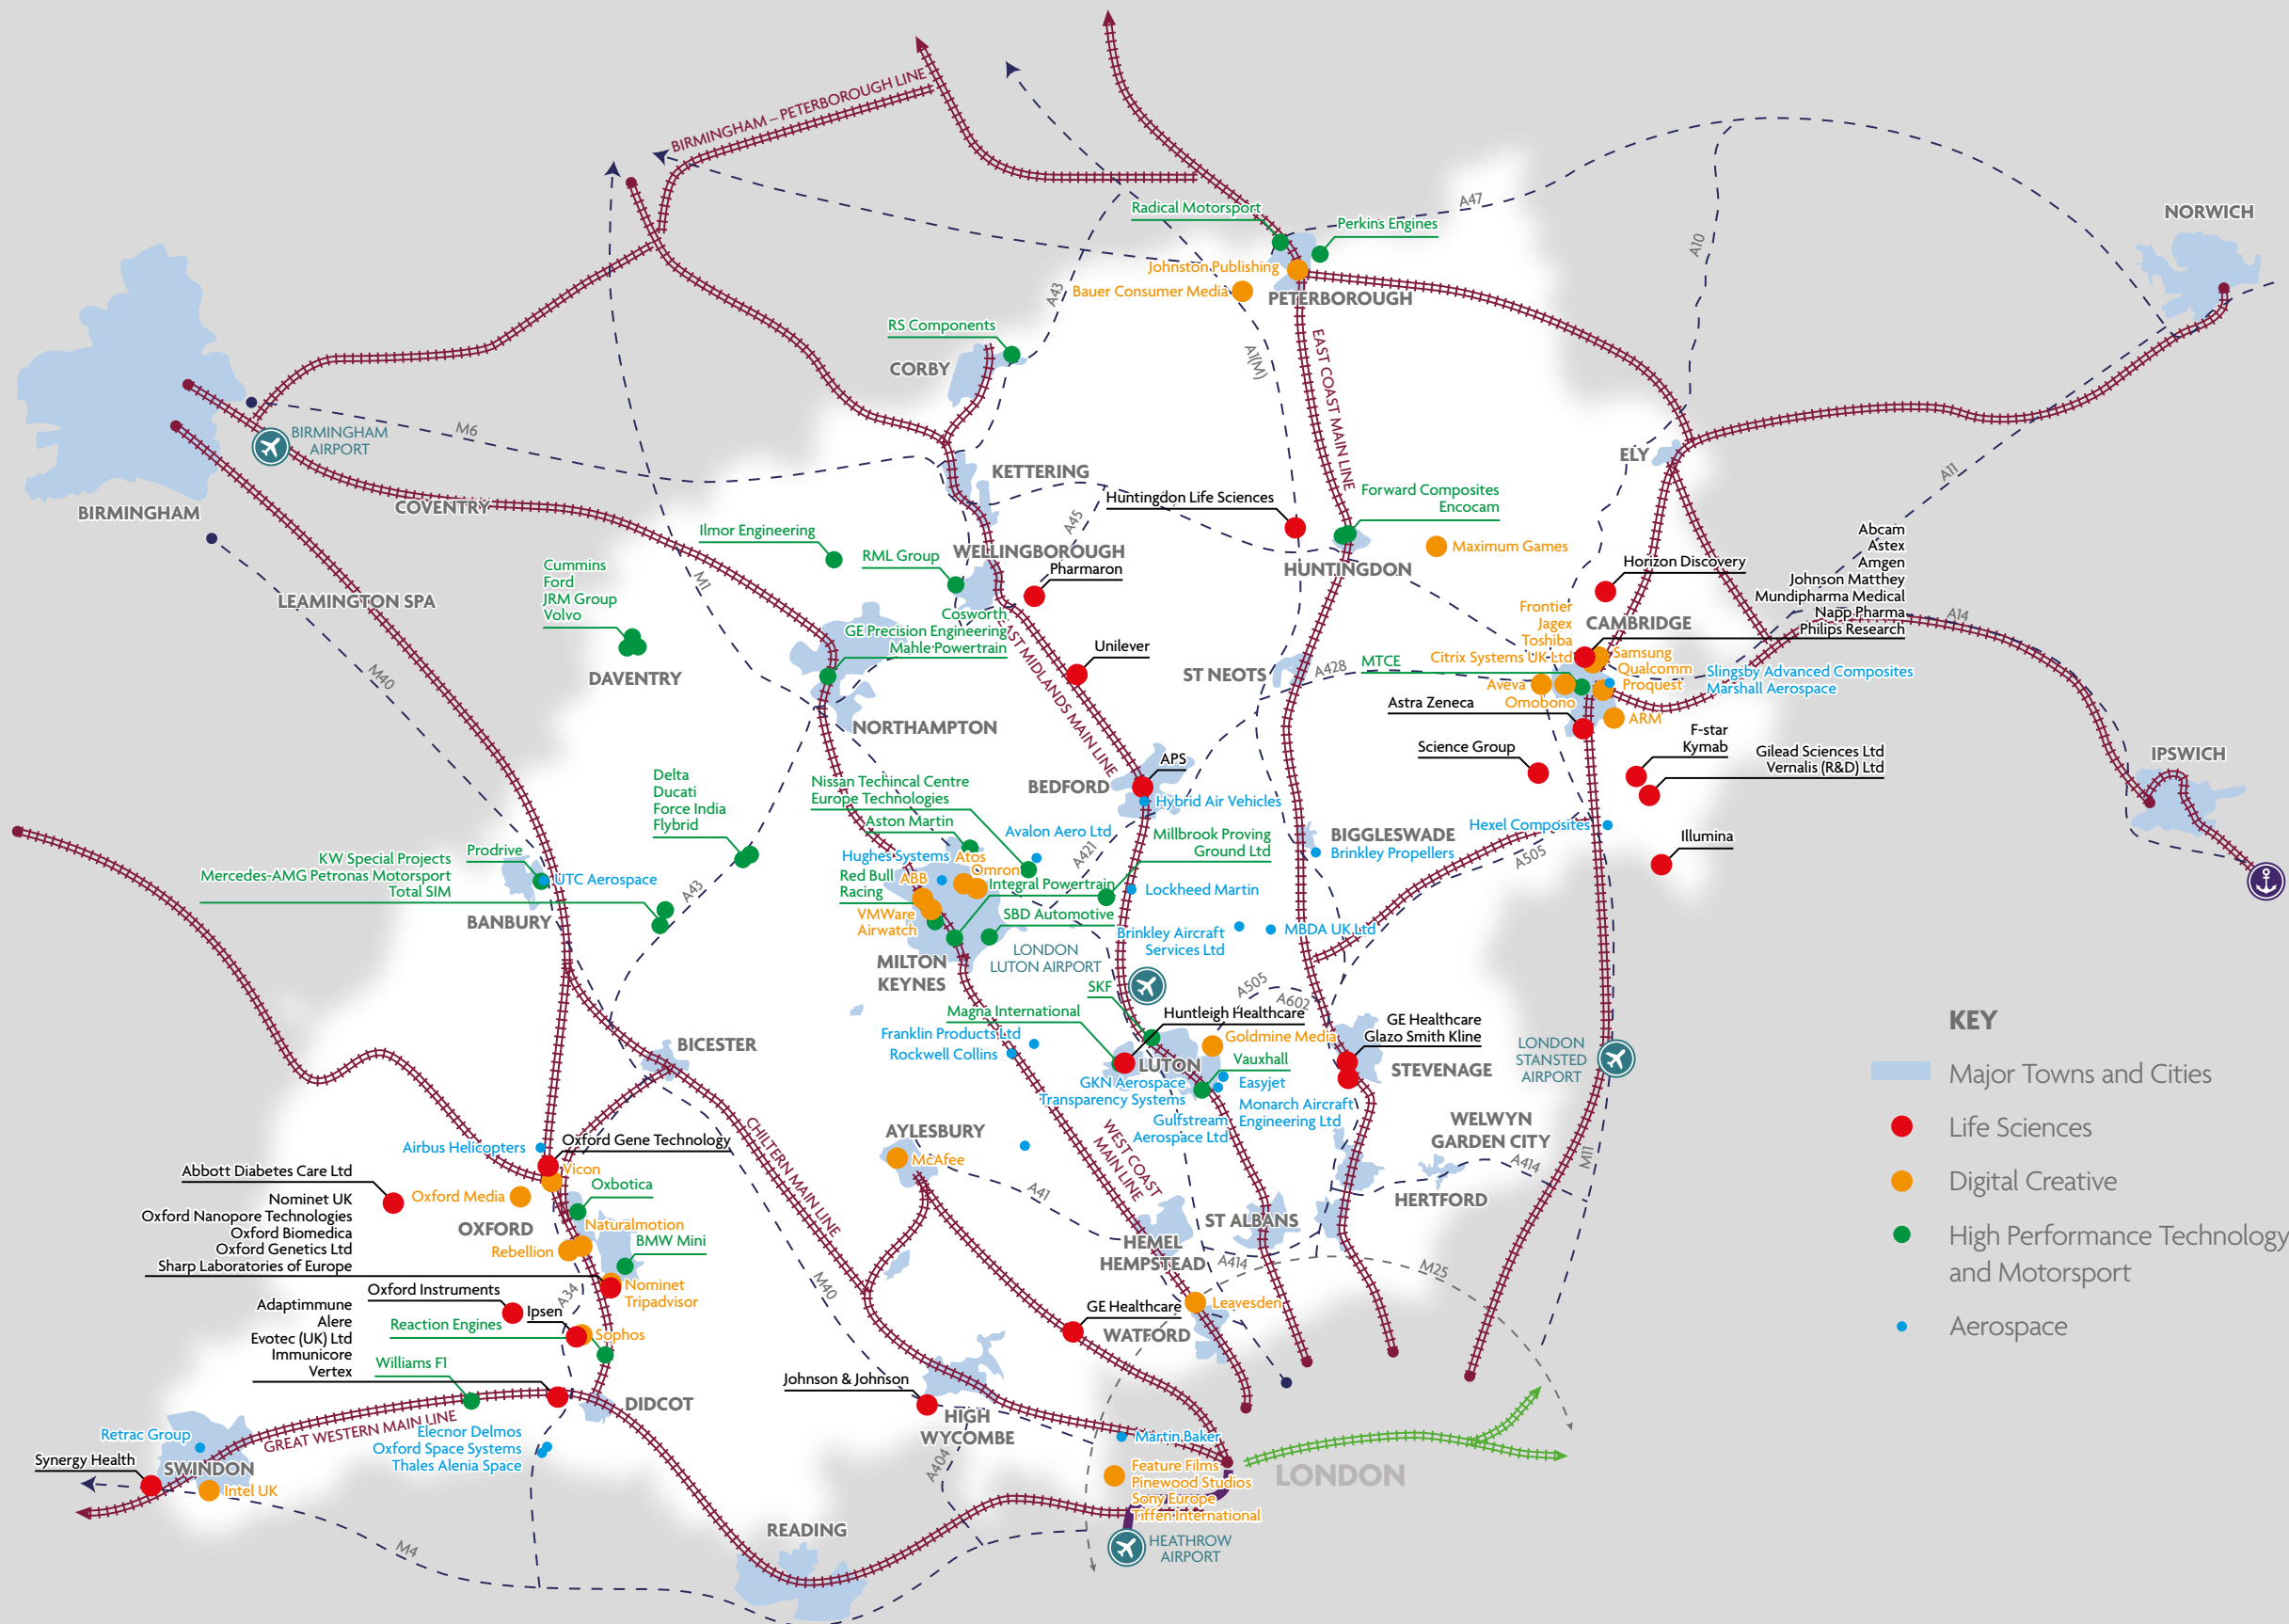 BIRMINGHAM – PETERBOROUGH LINE
A47
A10
NORWICH
Radical Motorsport
Perkins Engines
Johnston Publishing
Bauer Consumer Media
PETERBOROUGH
A43
RS Components
CORBY
A1(M)
EAST COAST MAIN LINE
M6
BIRMINGHAM
AIRPORT
ELY
A11
KETTERING
BIRMINGHAM
COVENTRY
Huntingdon Life Sciences
Forward Composites
Encocam
A45
Ilmor Engineering
RML Group
WELLINGBOROUGH
Pharmaron
HUNTINGDON
Maximum Games
Horizon Discovery
Abcam
Astex
Amgen
Johnson Matthey
Mundipharma Medical
Napp Pharma
Philips Research
A14
Cummins
Ford
JRM Group
Volvo
M1
LEAMINGTON SPA
M40
DAVENTRY
Cosworth
GE Precision Engineering
Mahle Powertrain
EAST MIDLANDS MAIN LINE
Unilever
NORTHAMPTON
ST NEOTS
A428
MTCE
Frontier
Jagex
Toshiba
Citrix Systems UK Ltd
CAMBRIDGE
Samsung
Qualcomm
Proquest
Aveva
Omobono
ARM
Slingsby Advanced Composites
Marshall Aerospace
Astra Zeneca
Science Group
F-star
Kymab
Gilead Sciences Ltd
Vernalis (R&D) Ltd
IPSWICH
Delta
Ducati
Force India
Flybrid
Nissan Techincal Centre
Europe Technologies
Aston Martin
BEDFORD
APS
Hybrid Air Vehicles
Avalon Aero Ltd
A421
Millbrook Proving
Ground Ltd
BIGGLESWADE
Brinkley Propellers
Hexel Composites
A505
Illumina
Prodrive
KW Special Projects
Mercedes-AMG Petronas Motorsport
Total SIM
UTC Aerospace
BANBURY
A43
Hughes Systems
Atos
Omron
ABB
Red Bull
Racing
Integral Powertrain
VMWare
Airwatch
SBD Automotive
Lockheed Martin
Brinkley Aircraft
Services Ltd
MBDA UK Ltd
MILTON
KEYNES
LONDON
LUTON AIRPORT
SKF
A505
A602
Magna International
Huntleigh Healthcare
Franklin Products Ltd
Rockwell Collins
Goldmine Media
LUTON
Vauxhall
GKN Aerospace
Transparency Systems
Easyjet
Gulfstream
Aerospace Ltd
Monarch Aircraft
Engineering Ltd
GE Healthcare
Glazo Smith Kline
STEVENAGE
LONDON
STANSTED
AIRPORT
KEY
Major Towns and Cities
Life Sciences
Digital Creative
High Performance Technology
and Motorsport
Aerospace
BICESTER
CHILTERN MAIN LINE
AYLESBURY
McAfee
WEST COAST
MAIN LINE
WELWYN
GARDEN CITY
A414
M11
HERTFORD
Airbus Helicopters
Oxford Gene Technology
Vicon
Abbott Diabetes Care Ltd
Oxford Media
Oxbotica
Nominet UK
Oxford Nanopore Technologies
Oxford Biomedica
Oxford Genetics Ltd
Sharp Laboratories of Europe
OXFORD
Naturalmotion
Rebellion
BMW Mini
Nominet
Tripadvisor
A41
ST ALBANS
HEMEL
HEMPSTEAD
A414
M25
M40
A34
Oxford Instruments
Ipsen
Reaction Engines
Sophos
Adaptimmune
Alere
Evotec (UK) Ltd
Immunicore
Vertex
Williams F1
GE Healthcare
WATFORD
Leavesden
DIDCOT
GREAT WESTERN MAIN LINE
Johnson & Johnson
HIGH
WYCOMBE
A404
Retrac Group
Synergy Health
SWINDON
Intel UK
Elecnor Delmos
Oxford Space Systems
Thales Alenia Space
Martin Baker
Feature Films
Pinewood Studios
Sony Europe
Tiffen International
LONDON
HEATHROW
AIRPORT
READING
M4